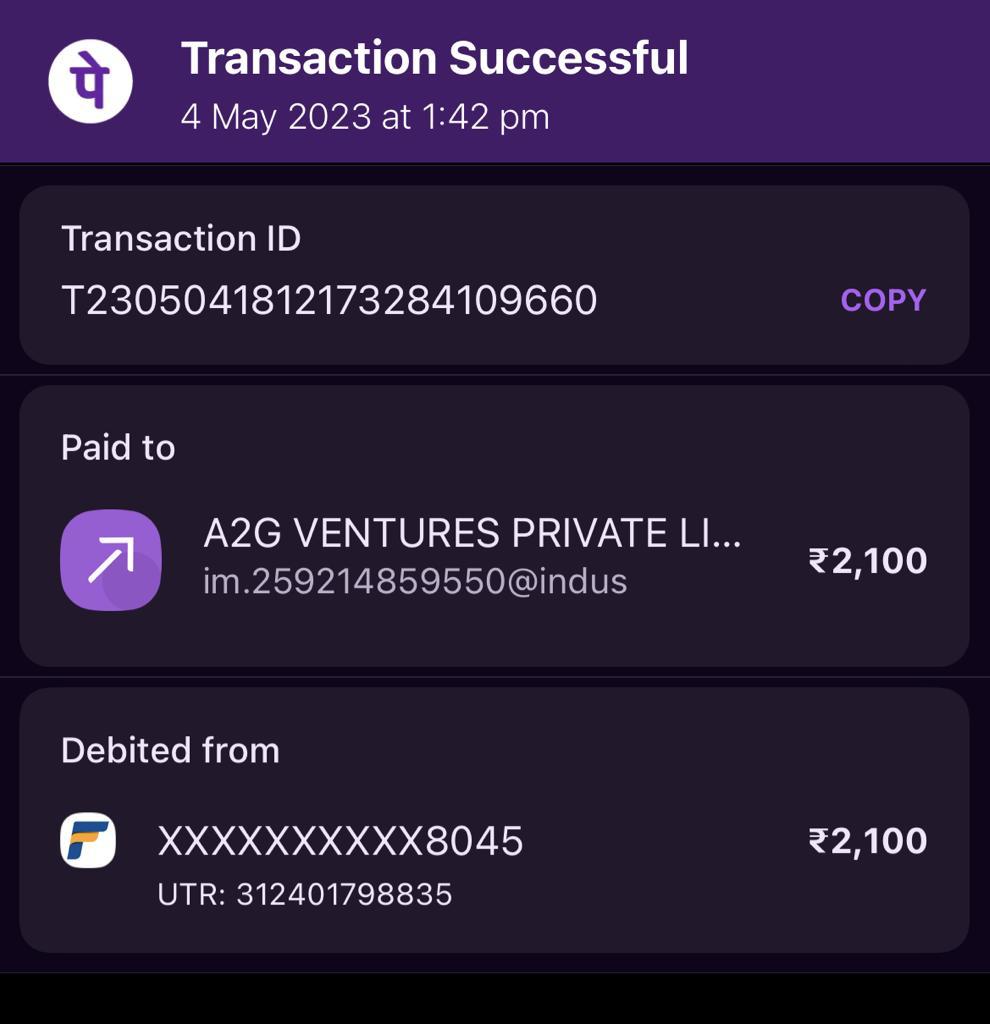 पे
Transaction Successful
4 May 2023 at 1:42 pm
Transaction ID
T2305041812173284109660
COPY
Paid to
A2G VENTURES PRIVATE LI...
im.259214859550@indus
₹2,100
Debited from
XXXXXXXXXX8045
₹2,100
UTR: 312401798835